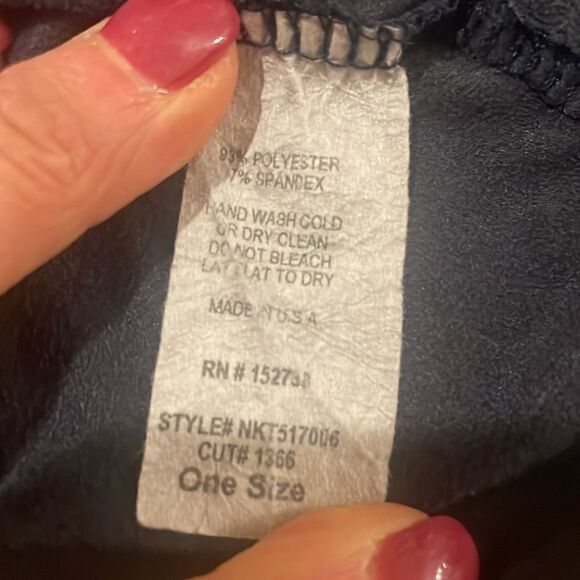 93% POLYESTER
7% SPANDEX
HAND WASH COLD
OR DRY CLEAN
DO NOT BLEACH
LAY FLAT TO DRY
MADE IN U.S.A
RN #
STYLE# NKT517006
CUT# 1366
One Size